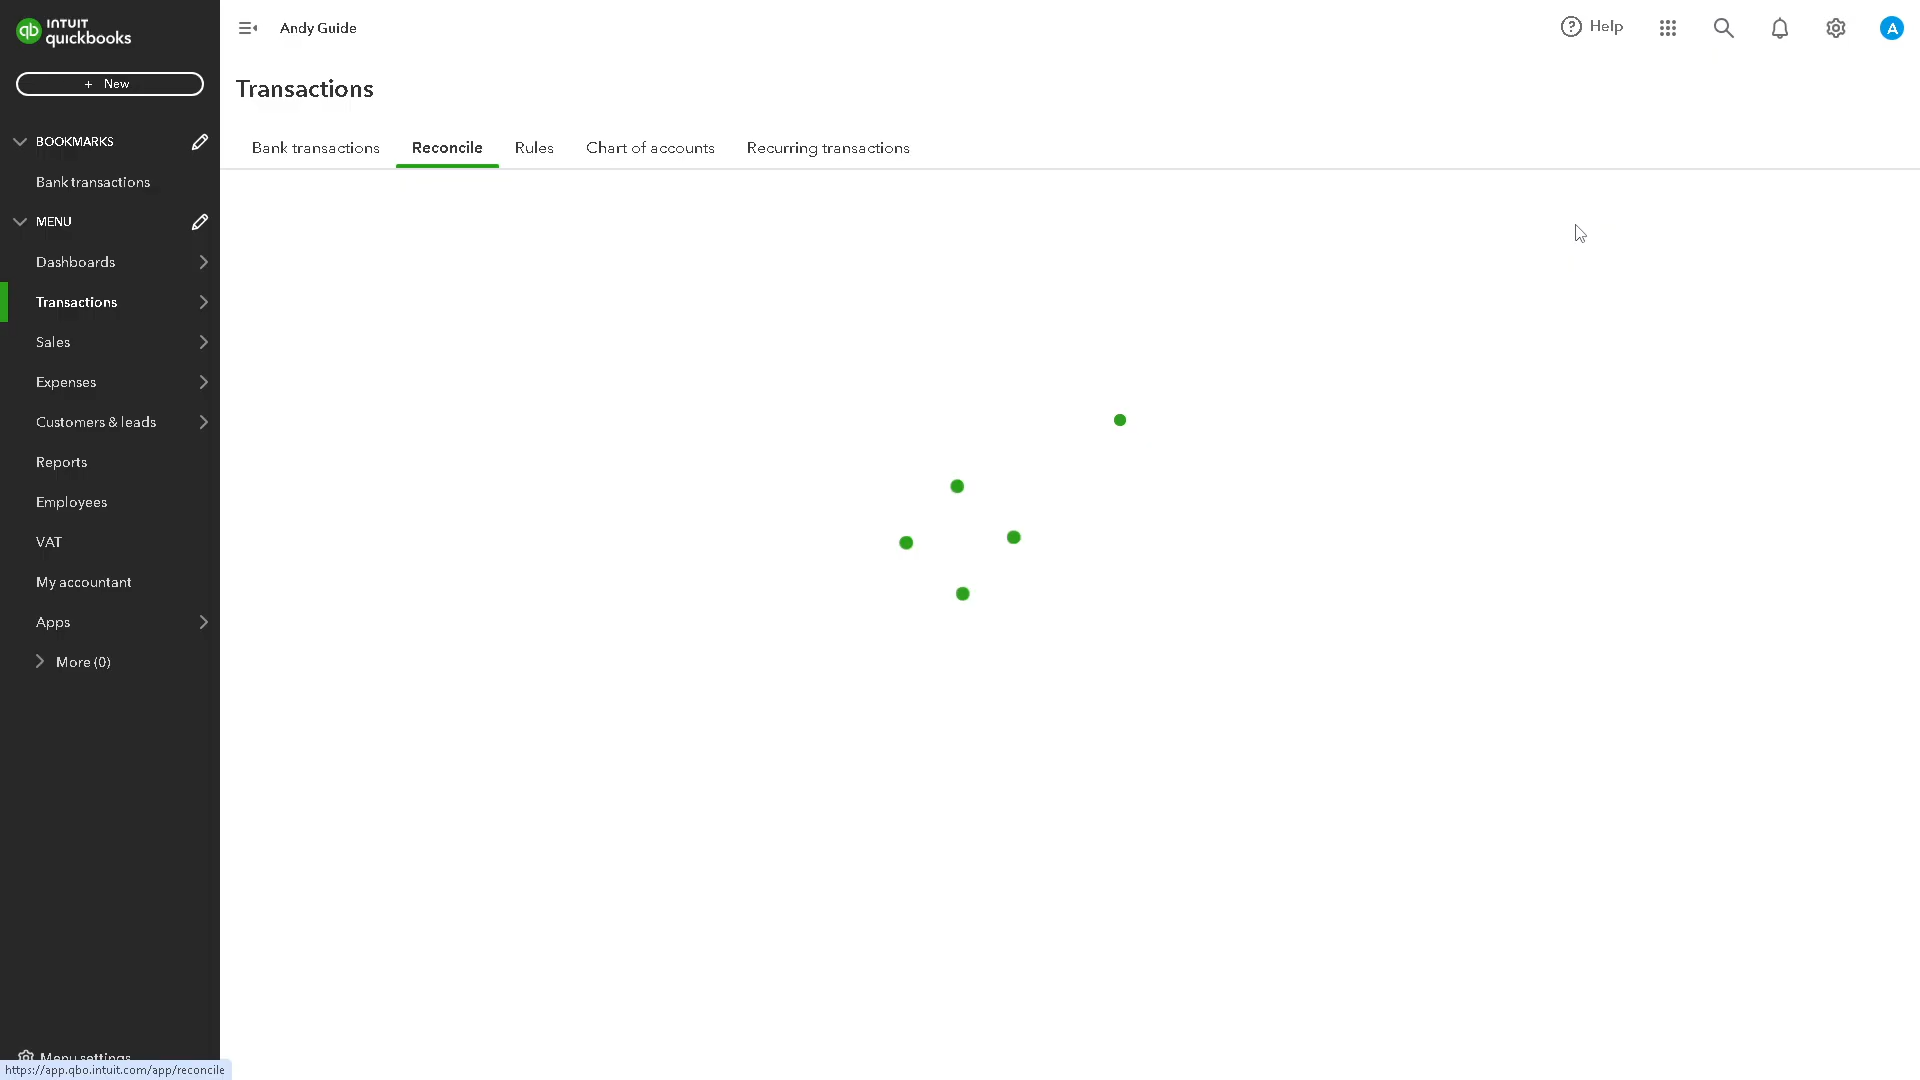 INTUIT
quickbooks
Andy Guide
Help
A
+ New
Transactions
BOOKMARKS
Bank transactions
Reconcile
Rules
Chart of accounts
Recurring transactions
Bank transactions
MENU
Dashboards
Transactions
Sales
Expenses
Customers & leads
Reports
Employees
VAT
My accountant
Apps
More (0)
Menu settings
https://app.qbo.intuit.com/app/reconcile